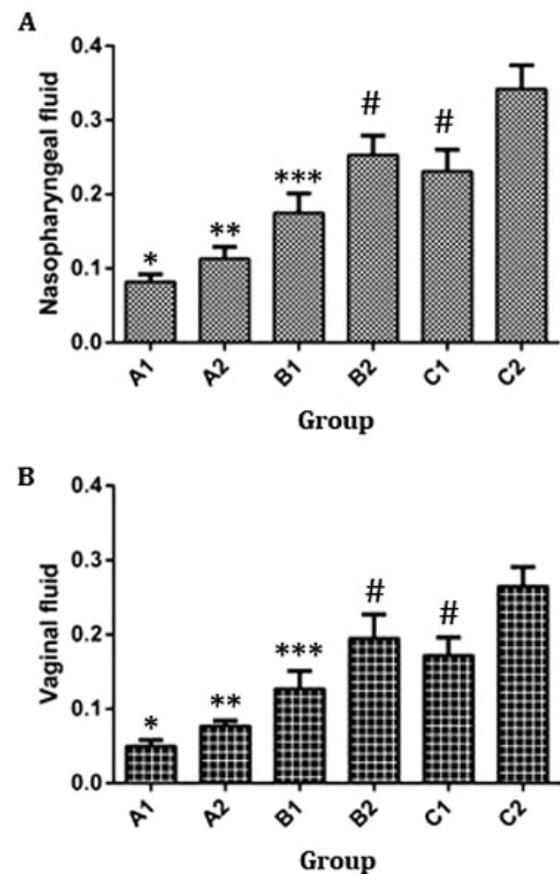 A
Nasopharyngeal fluid
0.4
0.3
0.2
0.1
0.0
*
**
***
#
#
A1
A2
B1
B2
C1
C2
Group
B
Vaginal fluid
0.4
0.3
0.2
0.1
0.0
*
**
***
#
#
A1
A2
B1
B2
C1
C2
Group